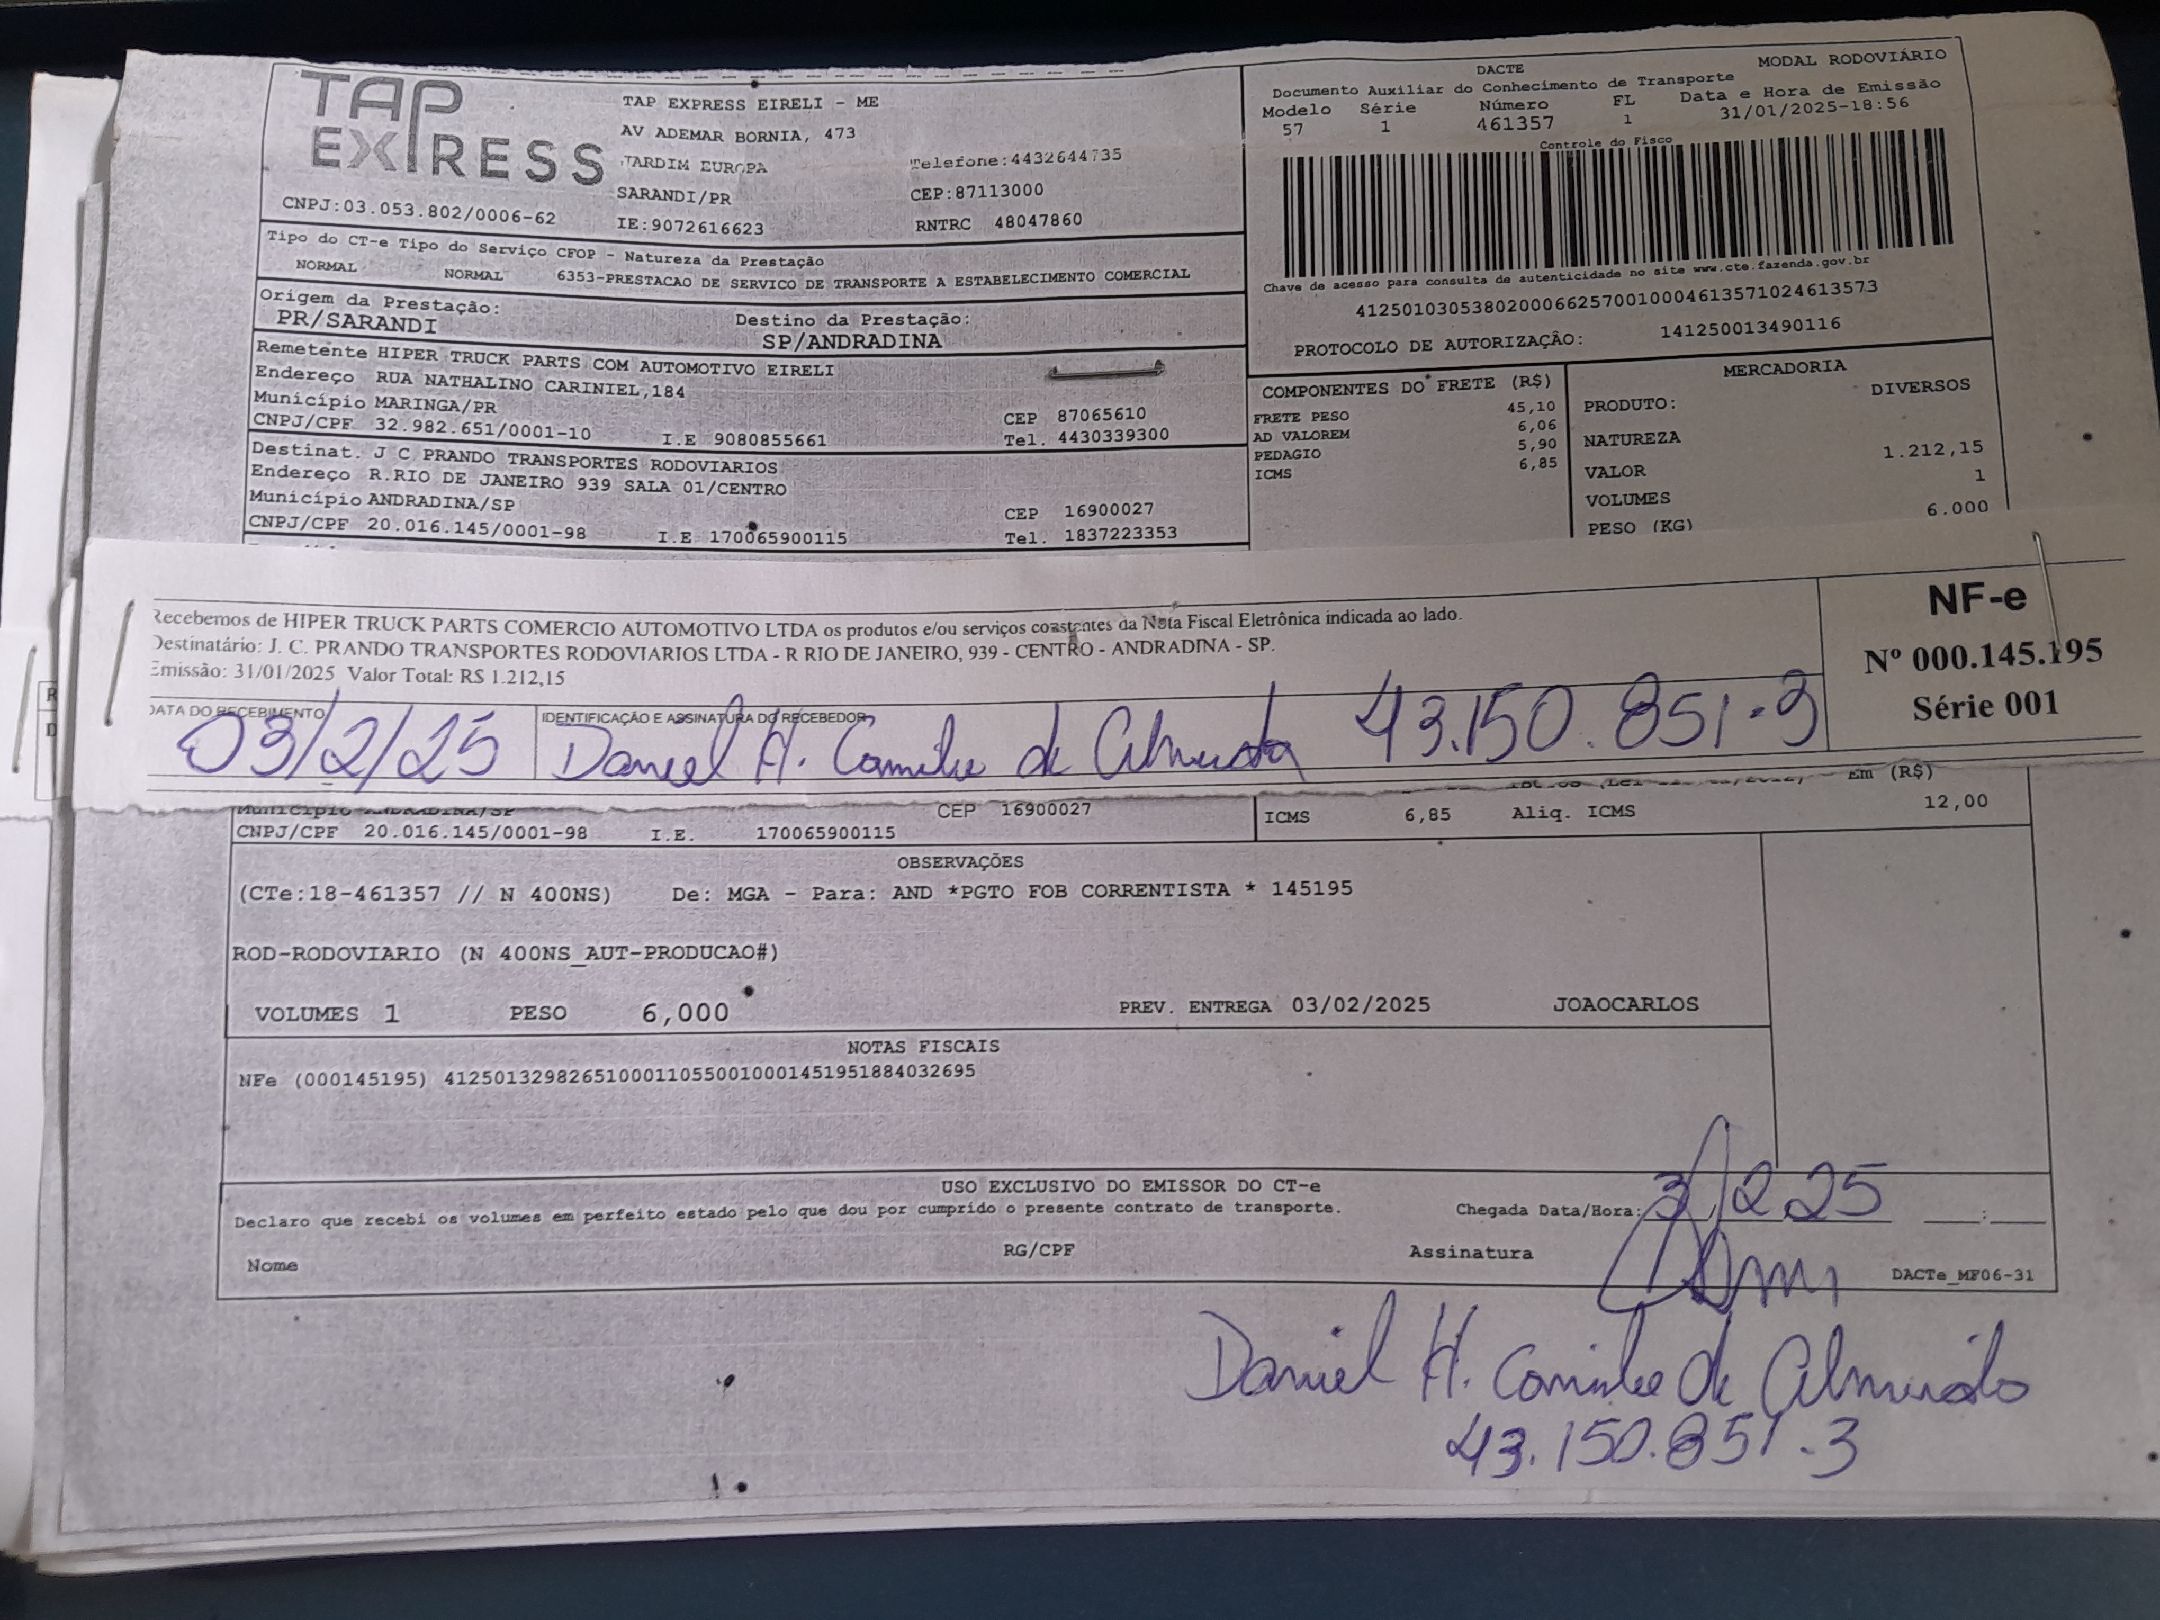 TAP EXPRESS
TAP EXPRESS EIRELI - ME
AV ADEMAR BORNIA, 473
JARDIM EUROPA Telefone:4432644735
SARANDI/PR CEP:87113000
CNPJ:03.053.802/0006-62 IE:9072616623 RNTRC 48047860
DACTE MODAL RODOVIÁRIO
Documento Auxiliar do Conhecimento de Transporte
Modelo Série Número FL Data e Hora de Emissão
57 1 461357 1 31/01/2025-18:56
Controle do Fisco
Chave de acesso para consulta de autenticidade no site www.cte.fazenda.gov.br
41250103053802000662570010004613571024613573
PROTOCOLO DE AUTORIZAÇÃO: 141250013490116
Tipo do CT-e Tipo do Serviço CFOP - Natureza da Prestação
NORMAL NORMAL 6353-PRESTACAO DE SERVICO DE TRANSPORTE A ESTABELECIMENTO COMERCIAL
Origem da Prestação: Destino da Prestação:
PR/SARANDI SP/ANDRADINA
Remetente HIPER TRUCK PARTS COM AUTOMOTIVO EIRELI
Endereço RUA NATHALINO CARINIEL,184
Município MARINGA/PR CEP 87065610
CNPJ/CPF 32.982.651/0001-10 I.E 9080855661 Tel. 4430339300
Destinat. J C PRANDO TRANSPORTES RODOVIARIOS
Endereço R.RIO DE JANEIRO 939 SALA 01/CENTRO
Município ANDRADINA/SP CEP 16900027
CNPJ/CPF 20.016.145/0001-98 I.E 170065900115 Tel. 1837223353
COMPONENTES DO FRETE (R$)
FRETE PESO 45,10
AD VALOREM 6,06
PEDAGIO 5,90
ICMS 6,85
MERCADORIA
PRODUTO: DIVERSOS
NATUREZA
VALOR 1.212,15
VOLUMES 1
PESO (KG) 6.000
Recebemos de HIPER TRUCK PARTS COMERCIO AUTOMOTIVO LTDA os produtos e/ou serviços constantes da Nota Fiscal Eletrônica indicada ao lado.
Destinatário: J. C. PRANDO TRANSPORTES RODOVIARIOS LTDA - R RIO DE JANEIRO, 939 - CENTRO - ANDRADINA - SP.
Emissão: 31/01/2025 Valor Total: R$ 1.212,15
NF-e
Nº 000.145.195
Série 001
DATA DO RECEBIMENTO IDENTIFICAÇÃO E ASSINATURA DO RECEBEDOR
03/2/25 Daniel H. Camilo de Almeida 43.150.851-3
Em (R$)
Município ANDRADINA/SP CEP 16900027
CNPJ/CPF 20.016.145/0001-98 I.E. 170065900115
ICMS 6,85 Aliq. ICMS 12,00
OBSERVAÇÕES
(CTe:18-461357 // N 400NS) De: MGA - Para: AND *PGTO FOB CORRENTISTA * 145195
ROD-RODOVIARIO (N 400NS_AUT-PRODUCAO#)
VOLUMES 1 PESO 6,000 PREV. ENTREGA 03/02/2025 JOAOCARLOS
NOTAS FISCAIS
NFe (000145195) 41250132982651000110550010001451951884032695
USO EXCLUSIVO DO EMISSOR DO CT-e
Declaro que recebi os volumes em perfeito estado pelo que dou por cumprido o presente contrato de transporte. Chegada Data/Hora: 3/2 25 __:__
Nome RG/CPF Assinatura
DACTe_MF06-31
Daniel H. Camilo de Almeida
43.150.851-3